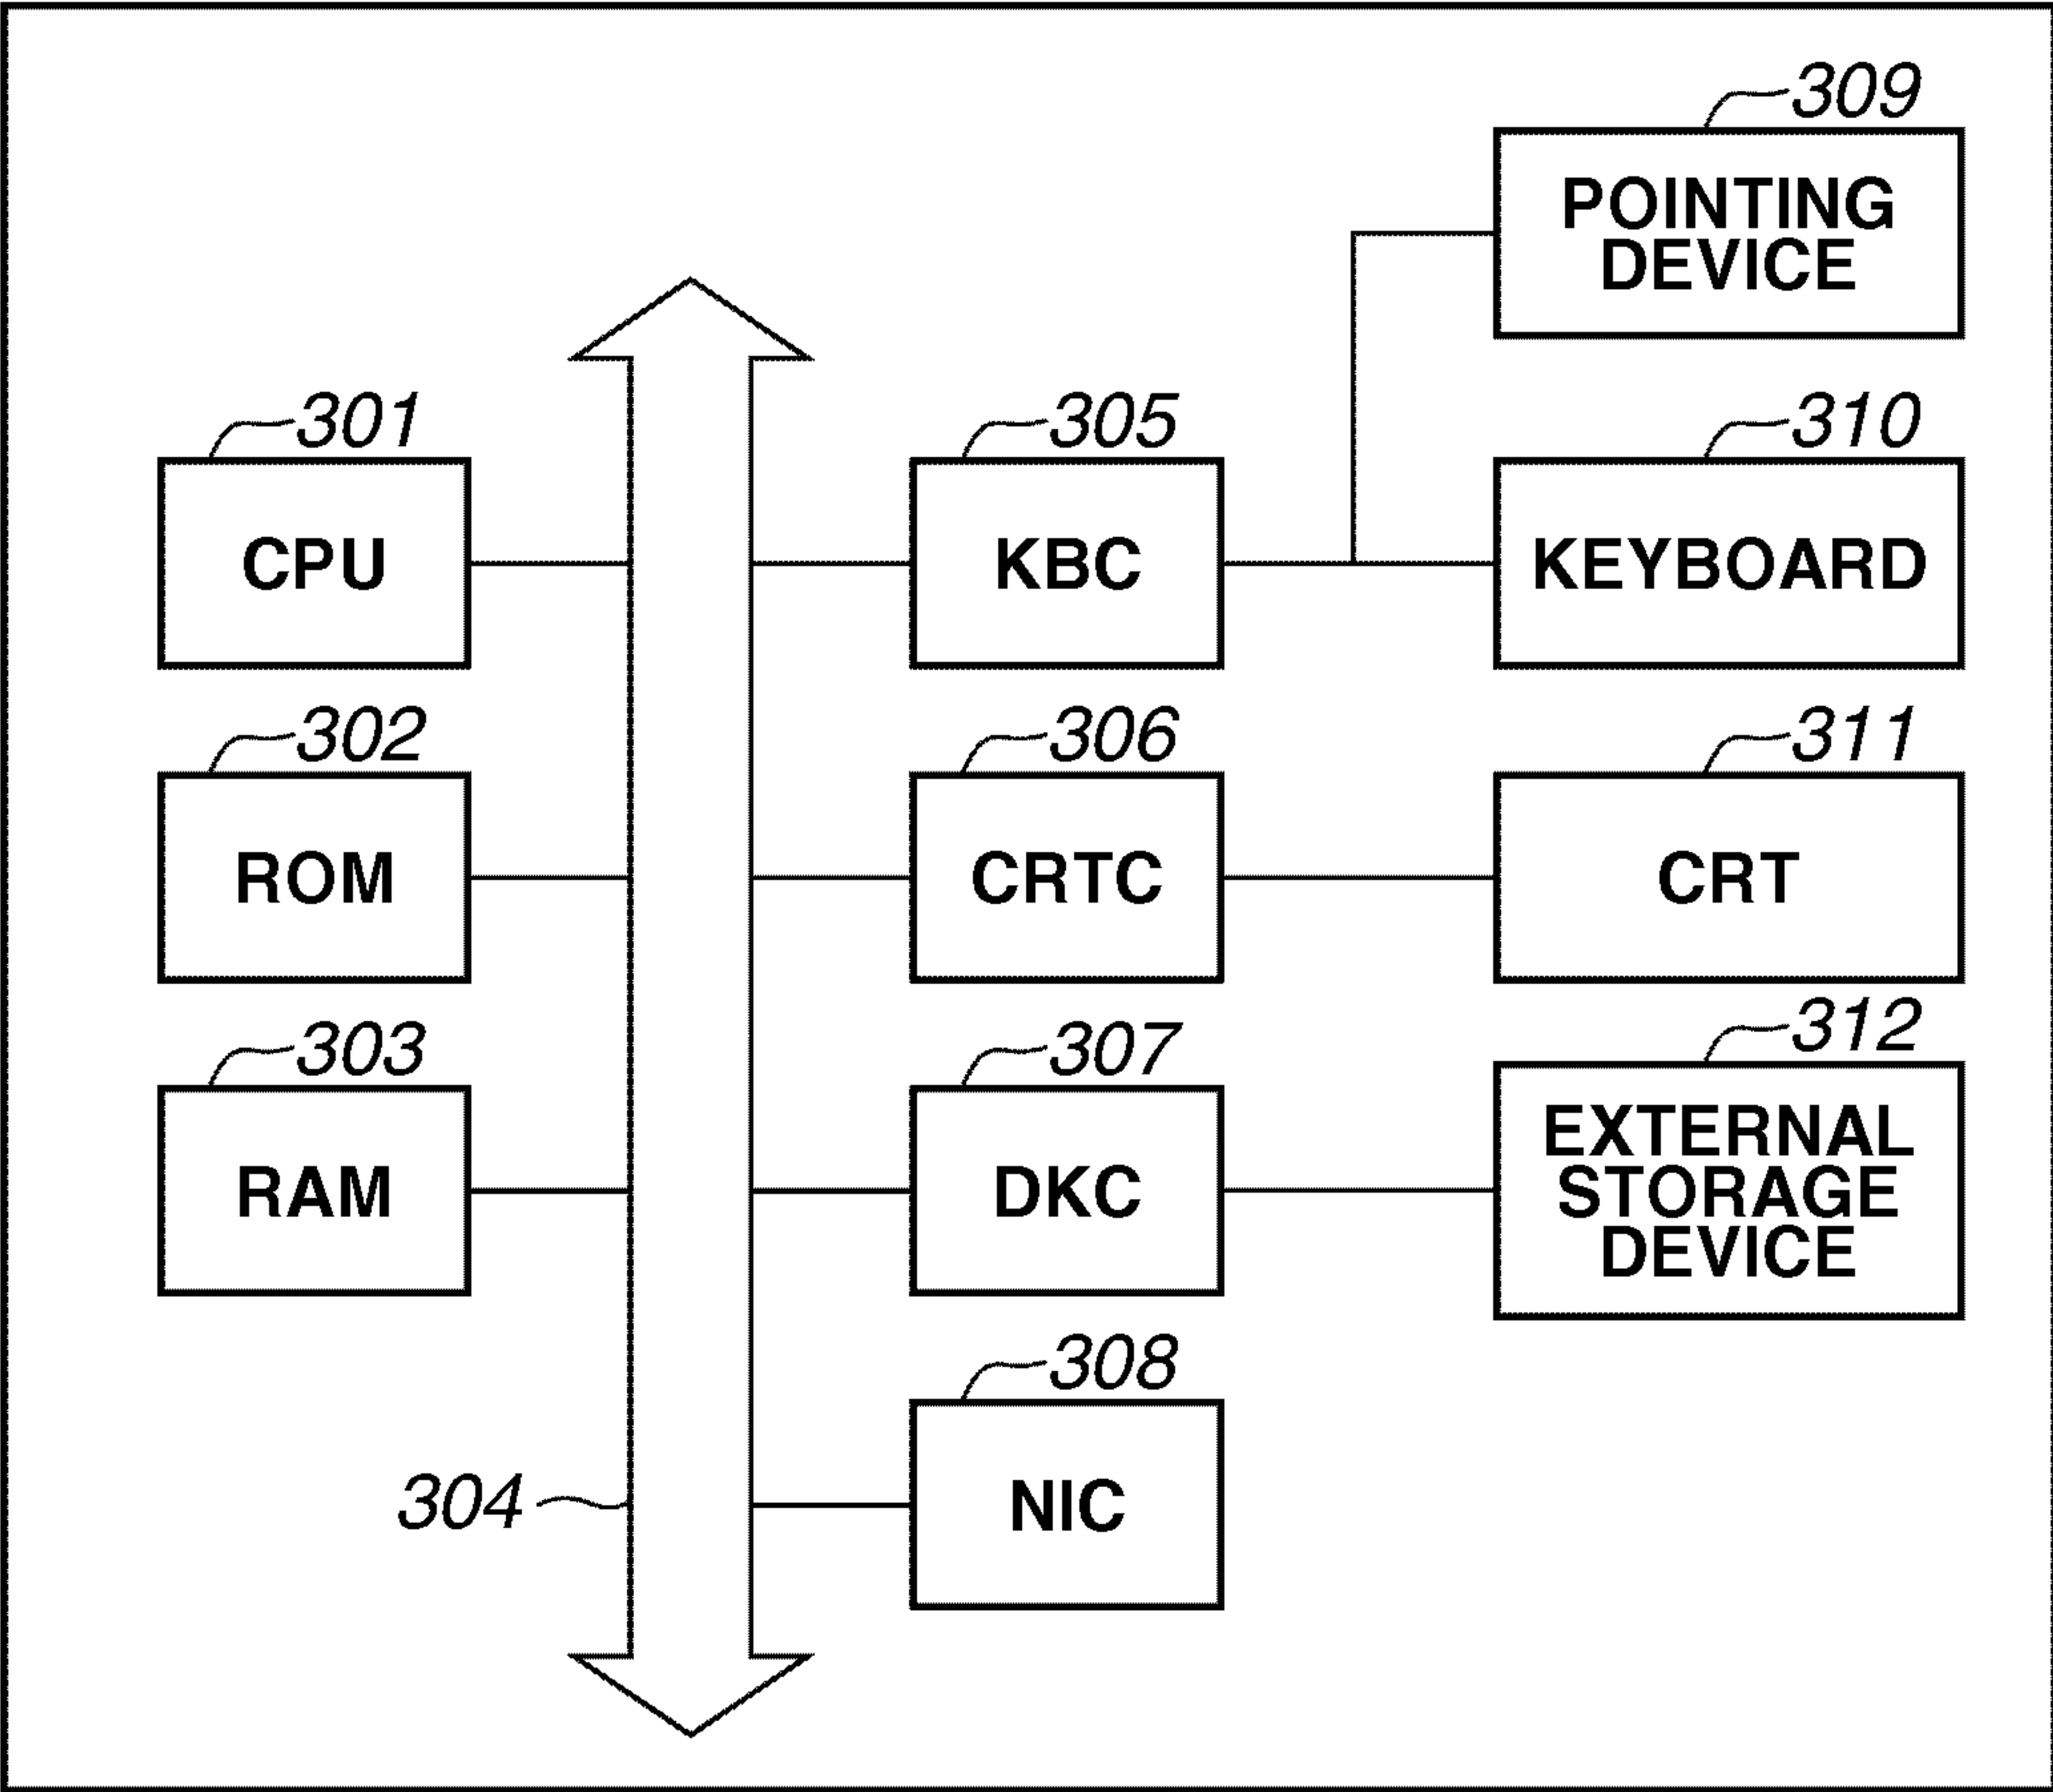 309
POINTING
DEVICE
301
CPU
305
KBC
310
KEYBOARD
302
ROM
306
CRTC
311
CRT
303
RAM
307
DKC
312
EXTERNAL
STORAGE
DEVICE
308
NIC
304